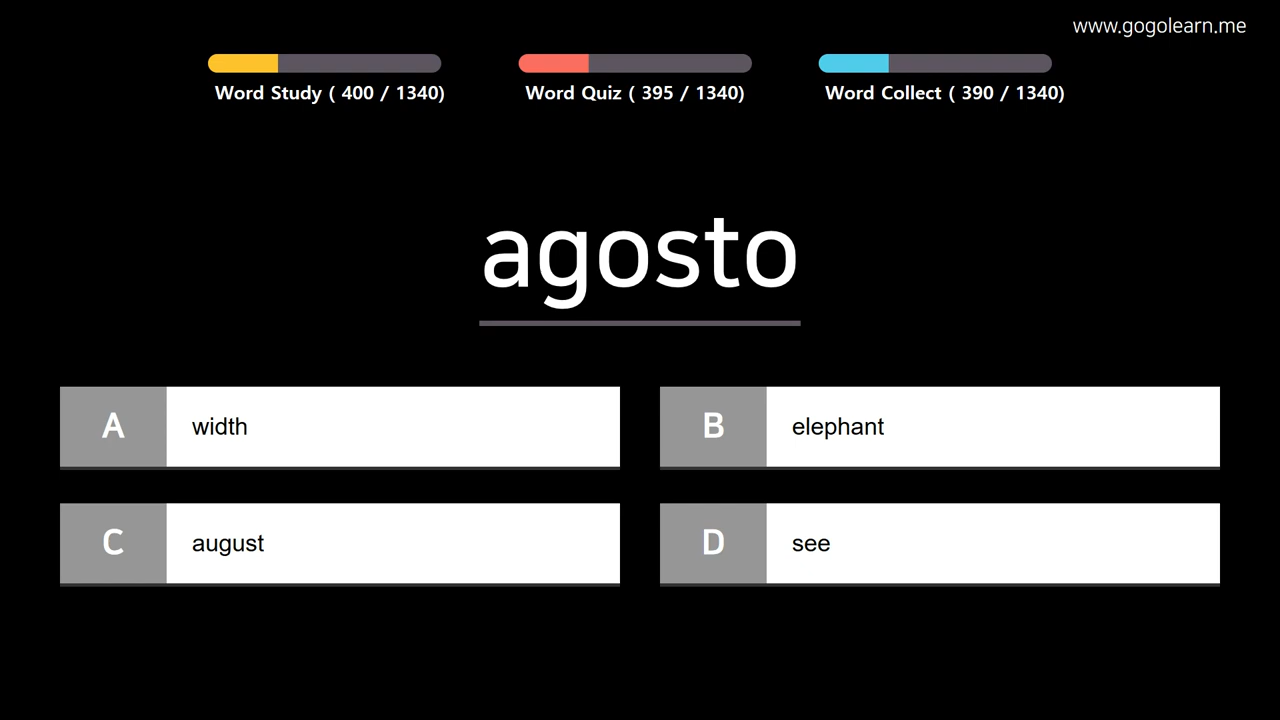 www.gogolearn.me
Word Study ( 400 / 1340)
Word Quiz ( 395 / 1340)
Word Collect ( 390 / 1340)
agosto
A width
B elephant
C august
D see